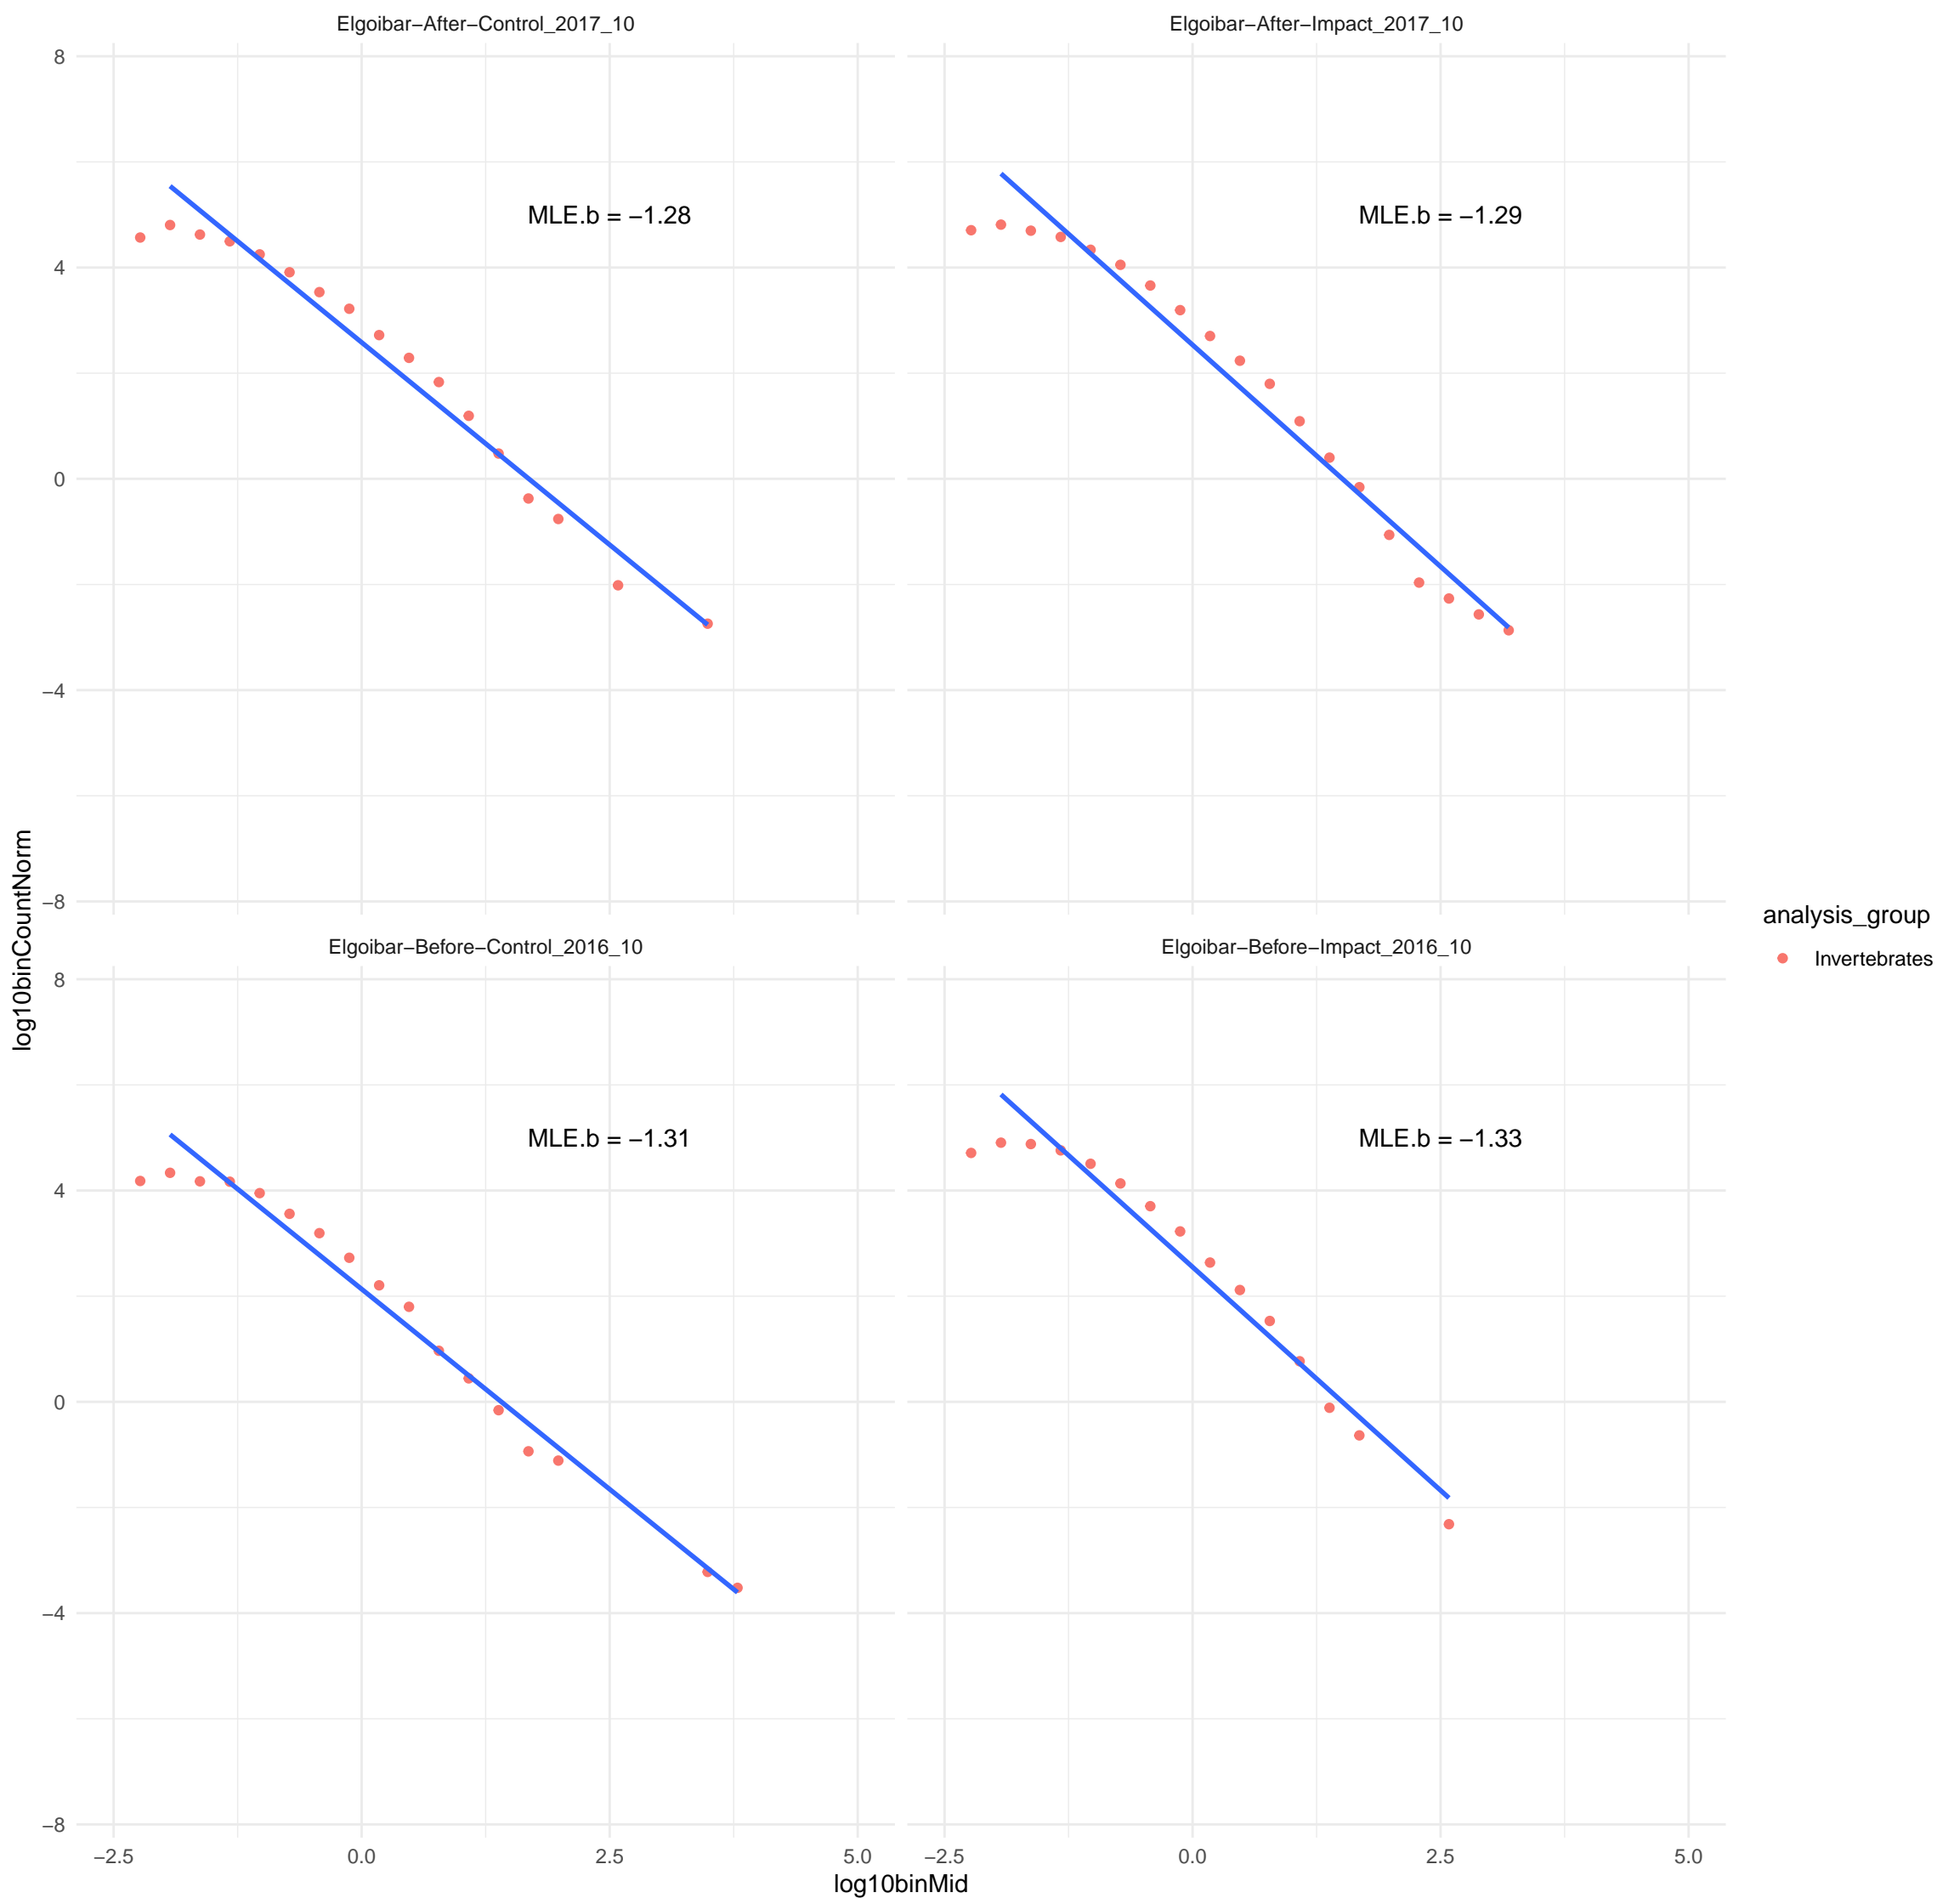 Elgoibar−After−Control_2017_10
Elgoibar−After−Impact_2017_10
8
4
0
−4
−8
MLE.b = −1.28
MLE.b = −1.29
Elgoibar−Before−Control_2016_10
Elgoibar−Before−Impact_2016_10
8
4
0
−4
−8
MLE.b = −1.31
MLE.b = −1.33
−2.5 0.0 2.5 5.0
−2.5 0.0 2.5 5.0
log10binMid
log10binCountNorm
analysis_group
Invertebrates